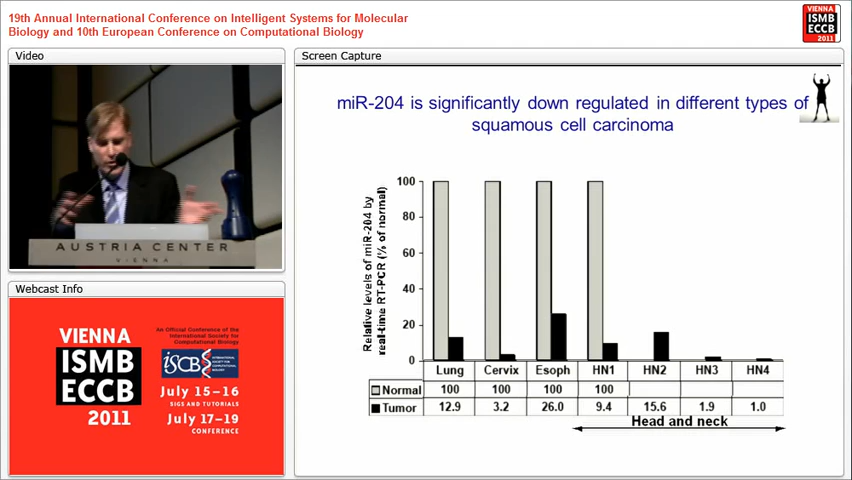 19th Annual International Conference on Intelligent Systems for Molecular
Biology and 10th European Conference on Computational Biology
VIENNA
ISMB
ECCB
2011
Video
AUSTRIA CENTER
VIENNA
Webcast Info
VIENNA
ISMB
ECCB
2011
An Official Conference of the
International Society for
Computational Biology
ISCB
INTERNATIONAL
SOCIETY FOR
COMPUTATIONAL
BIOLOGY
July 15–16
SIGS AND TUTORIALS
July 17–19
CONFERENCE
Screen Capture
miR-204 is significantly down regulated in different types of
squamous cell carcinoma
Relative levels of miR-204 by
real-time RT-PCR (% of normal)
100
80
60
40
20
0
Lung Cervix Esoph HN1 HN2 HN3 HN4
Normal 100 100 100 100
Tumor 12.9 3.2 26.0 9.4 15.6 1.9 1.0
Head and neck